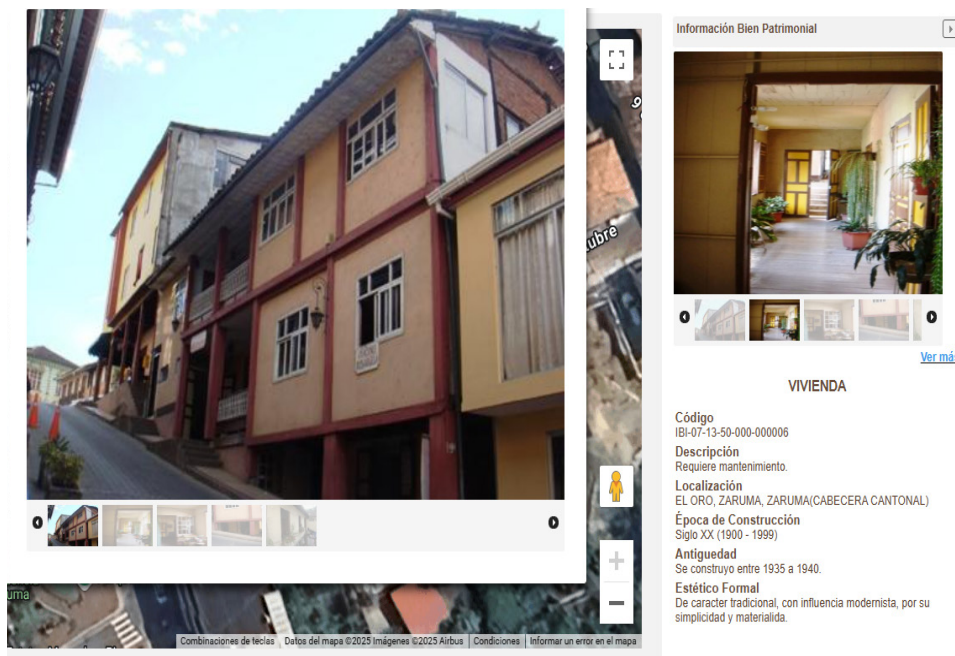 Información Bien Patrimonial
ubre
Ver más
VIVIENDA
Código
IBI-07-13-50-000-000006
Descripción
Requiere mantenimiento.
Localización
EL ORO, ZARUMA, ZARUMA(CABECERA CANTONAL)
Época de Construcción
Siglo XX (1900 - 1999)
Antiguedad
Se construyo entre 1935 a 1940.
Estético Formal
De caracter tradicional, con influencia modernista, por su
simplicidad y materialida.
uma
Combinaciones de teclas
Datos del mapa ©2025 Imágenes ©2025 Airbus
Condiciones
Informar un error en el mapa